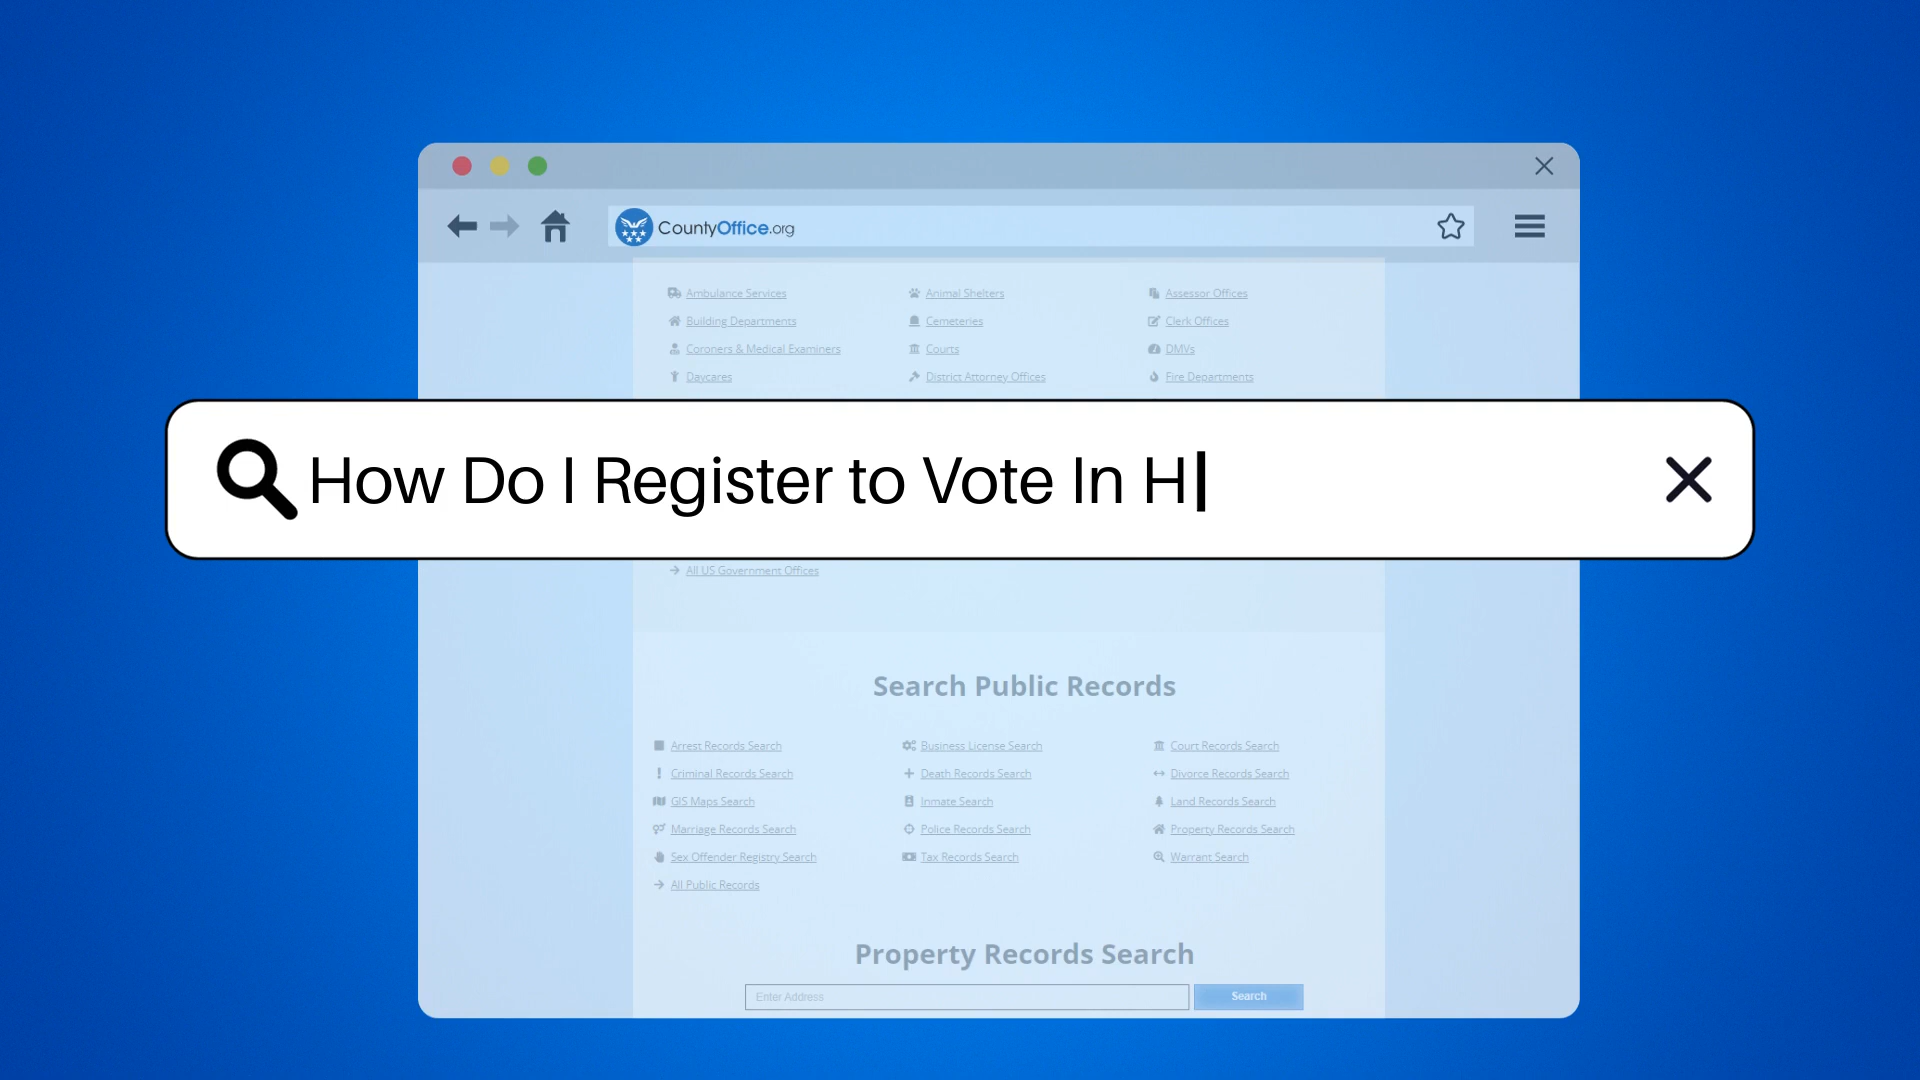 CountyOffice.org
Ambulance Services Animal Shelters Assessor Offices
Building Departments Cemeteries Clerk Offices
Coroners & Medical Examiners Courts DMVs
Daycares District Attorney Offices Fire Departments
How Do I Register to Vote In H
All US Government Offices
Search Public Records
Arrest Records Search Business License Search Court Records Search
Criminal Records Search Death Records Search Divorce Records Search
GIS Maps Search Inmate Search Land Records Search
Marriage Records Search Police Records Search Property Records Search
Sex Offender Registry Search Tax Records Search Warrant Search
All Public Records
Property Records Search
Enter Address Search